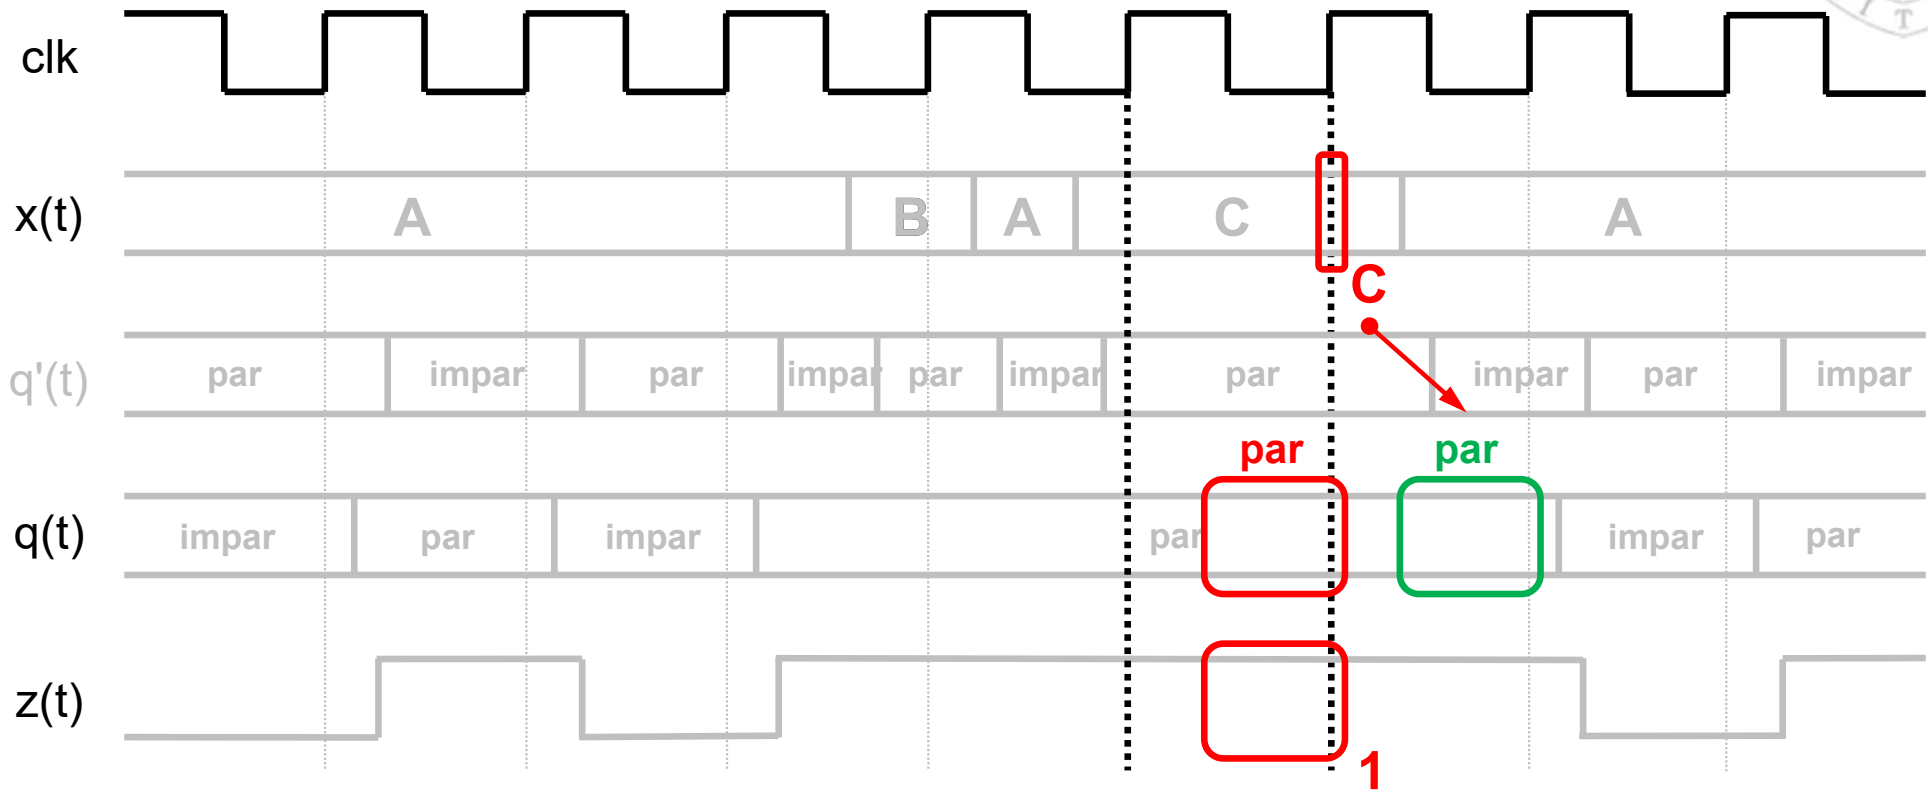 T
clk
x(t) A B A C A
C
q'(t) par impar par impar par impar par impar par impar
par par
q(t) impar par impar par impar par
z(t)
1